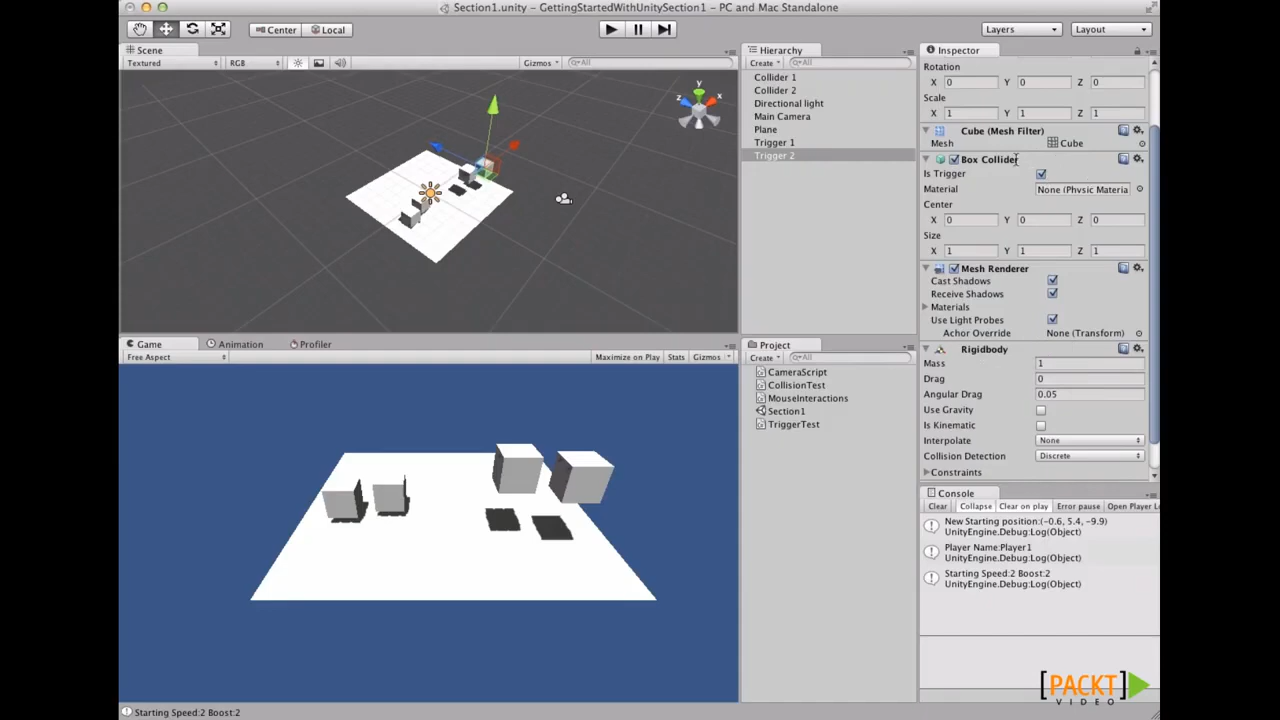 Section1.unity - GettingStartedWithUnitySection1 - PC and Mac Standalone
Center Local Layers Layout
Scene
Textured RGB Gizmos All
y
z x
Hierarchy
Create All
Collider 1
Collider 2
Directional light
Main Camera
Plane
Trigger 1
Trigger 2
Inspector
Rotation
X 0 Y 0 Z 0
Scale
X 1 Y 1 Z 1
Cube (Mesh Filter)
Mesh Cube
Box Collider
Is Trigger
Material None (Physic Materia
Center
X 0 Y 0 Z 0
Size
X 1 Y 1 Z 1
Mesh Renderer
Cast Shadows
Receive Shadows
Materials
Use Light Probes
Achor Override None (Transform)
Rigidbody
Mass 1
Drag 0
Angular Drag 0.05
Use Gravity
Is Kinematic
Interpolate None
Collision Detection Discrete
Constraints
Game Animation Profiler
Free Aspect Maximize on Play Stats Gizmos
Project
Create All
CameraScript
CollisionTest
MouseInteractions
Section1
TriggerTest
Console
Clear Collapse Clear on play Error pause Open Player Lo
New Starting position:(-0.6, 5.4, -9.9)
UnityEngine.Debug:Log(Object)
Player Name:Player1
UnityEngine.Debug:Log(Object)
Starting Speed:2 Boost:2
UnityEngine.Debug:Log(Object)
[PACKT]
VIDEO
Starting Speed:2 Boost:2